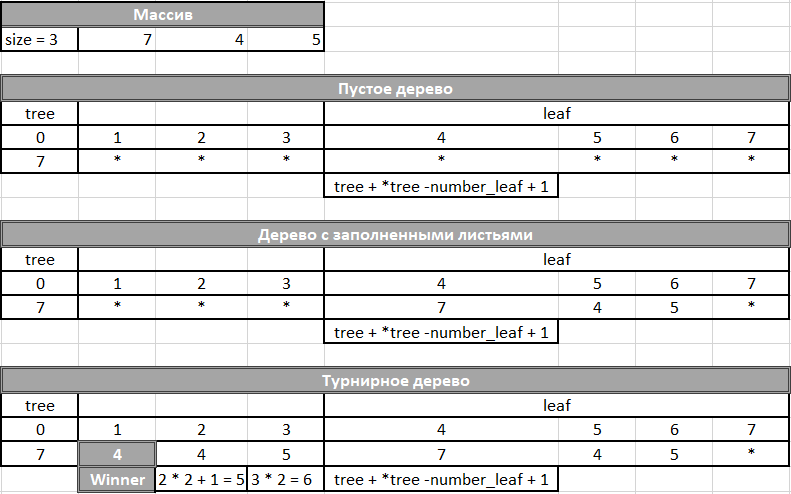 Массив
size = 3 7 4 5
Пустое дерево
tree leaf
0 1 2 3 4 5 6 7
7 * * * * * * *
tree + *tree -number_leaf + 1
Дерево с заполненными листьями
tree leaf
0 1 2 3 4 5 6 7
7 * * * 7 4 5 *
tree + *tree -number_leaf + 1
Турнирное дерево
tree leaf
0 1 2 3 4 5 6 7
7 4 4 5 7 4 5 *
Winner 2 * 2 + 1 = 5 3 * 2 = 6 tree + *tree -number_leaf + 1